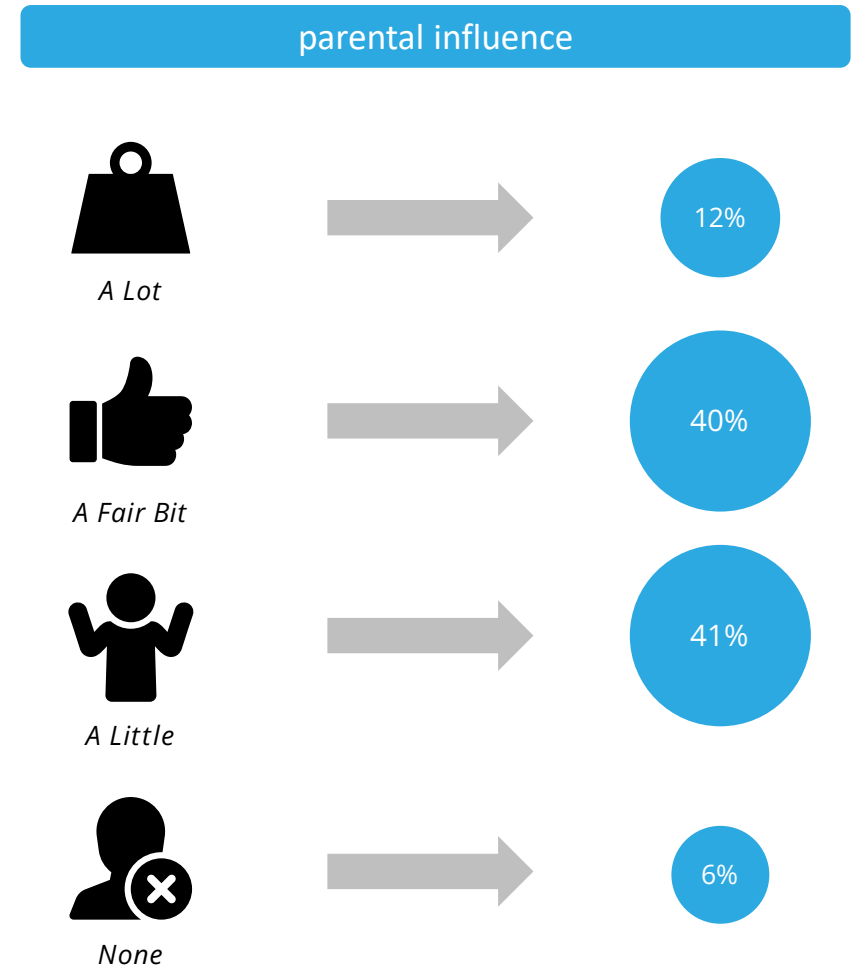 parental influence
12%
A Lot
40%
A Fair Bit
41%
A Little
6%
None